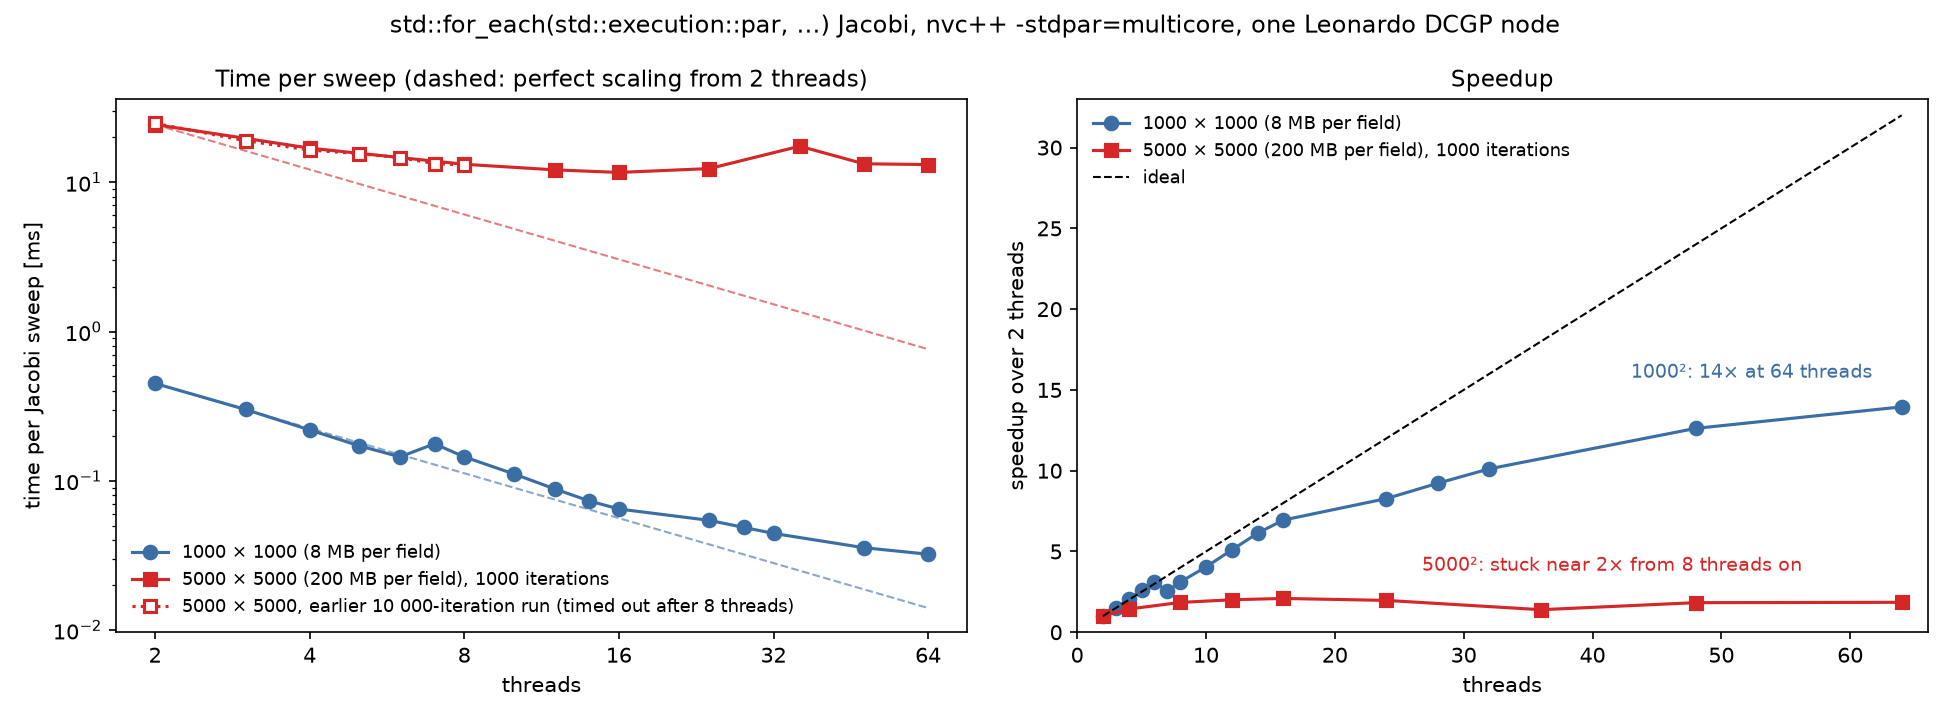 std::for_each(std::execution::par, ...) Jacobi, nvc++ -stdpar=multicore, one Leonardo DCGP node
Time per sweep (dashed: perfect scaling from 2 threads)
time per Jacobi sweep [ms]
10¹
10⁰
10⁻¹
10⁻²
1000 × 1000 (8 MB per field)
5000 × 5000 (200 MB per field), 1000 iterations
5000 × 5000, earlier 10 000-iteration run (timed out after 8 threads)
2 4 8 16 32 64
threads
Speedup
speedup over 2 threads
30
25
20
15
10
5
0
1000 × 1000 (8 MB per field)
5000 × 5000 (200 MB per field), 1000 iterations
ideal
1000²: 14× at 64 threads
5000²: stuck near 2× from 8 threads on
0 10 20 30 40 50 60
threads